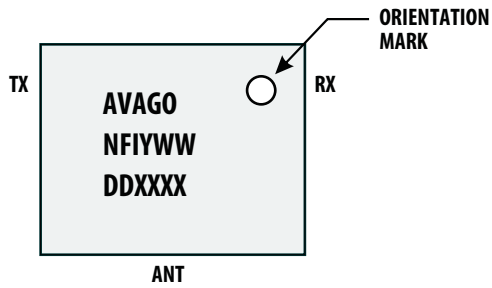 ORIENTATION
MARK
TX
RX
AVAGO
NFIYWW
DDXXXX
ANT